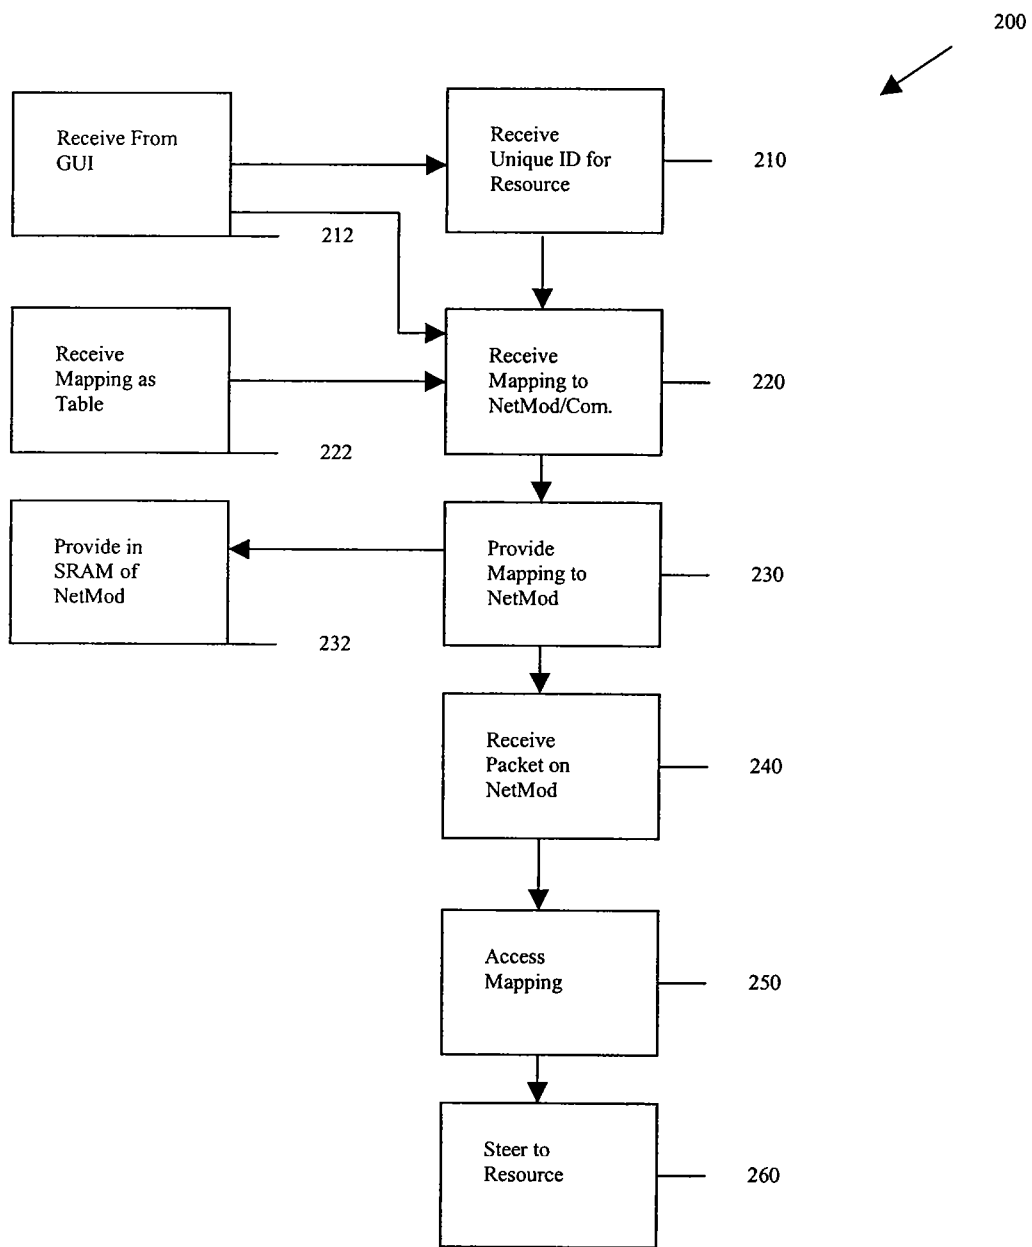 200
Receive From
GUI
212
Receive
Unique ID for
Resource
210
Receive
Mapping as
Table
222
Receive
Mapping to
NetMod/Com.
220
Provide in
SRAM of
NetMod
232
Provide
Mapping to
NetMod
230
Receive
Packet on
NetMod
240
Access
Mapping
250
Steer to
Resource
260